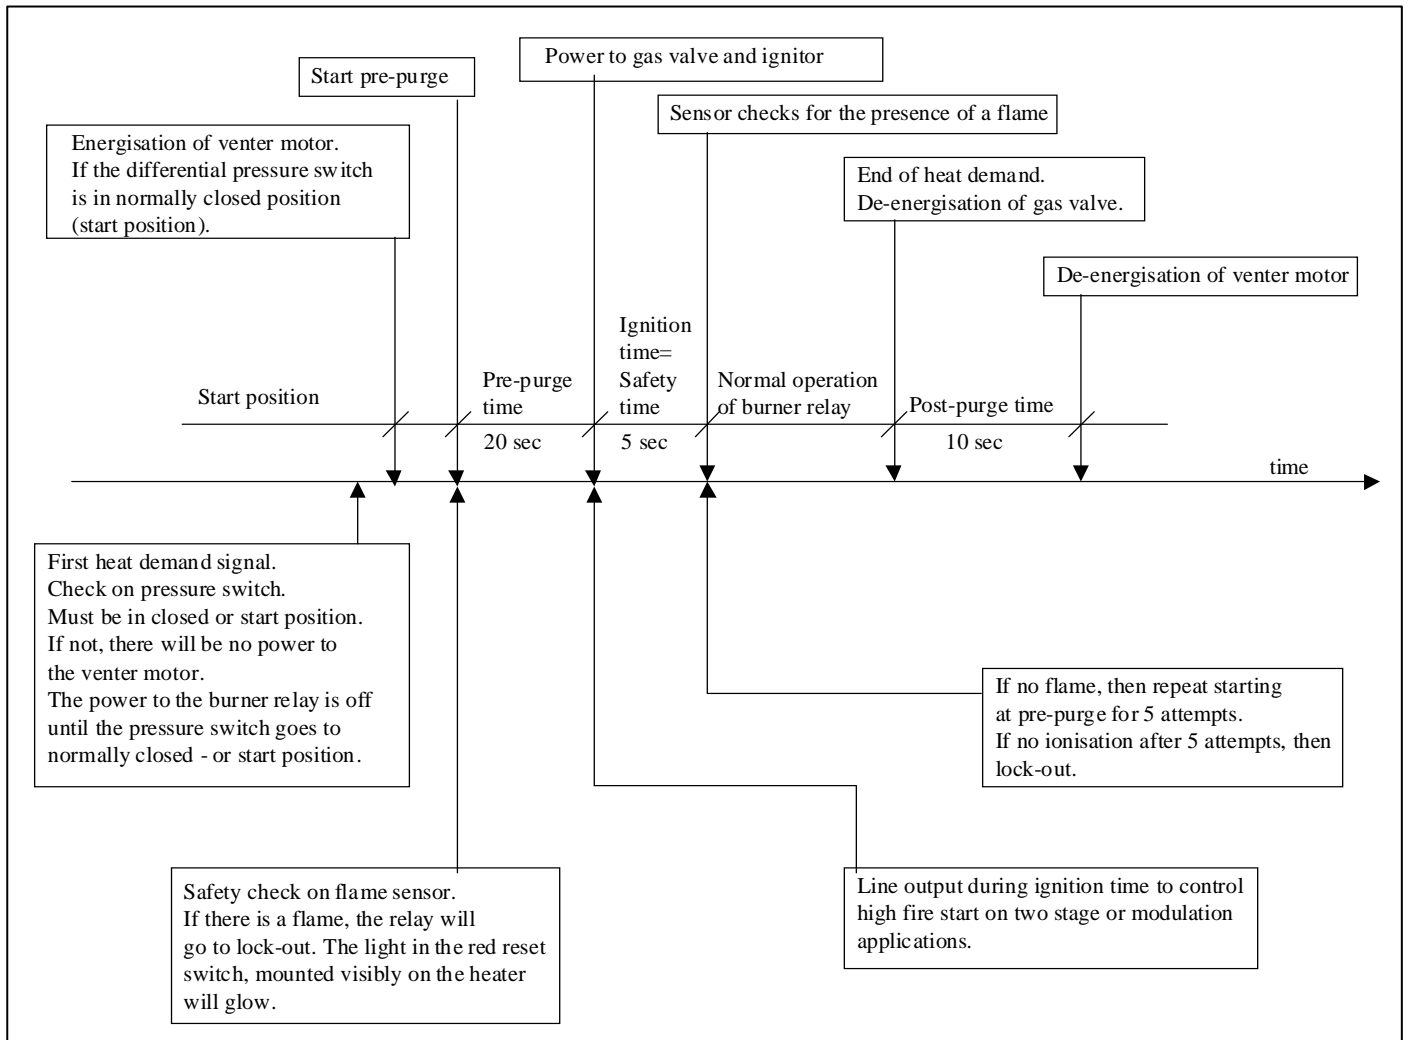 Power to gas valve and ignitor
Start pre-purge
Sensor checks for the presence of a flame
Energisation of venter motor.
If the differential pressure switch
is in normally closed position
(start position).
End of heat demand.
De-energisation of gas valve.
De-energisation of venter motor
Start position
Pre-purge
time
20 sec
Ignition
time=
Safety
time
5 sec
Normal operation
of burner relay
Post-purge time
10 sec
time
First heat demand signal.
Check on pressure switch.
Must be in closed or start position.
If not, there will be no power to
the venter motor.
The power to the burner relay is off
until the pressure switch goes to
normally closed - or start position.
If no flame, then repeat starting
at pre-purge for 5 attempts.
If no ionisation after 5 attempts, then
lock-out.
Safety check on flame sensor.
If there is a flame, the relay will
go to lock-out. The light in the red reset
switch, mounted visibly on the heater
will glow.
Line output during ignition time to control
high fire start on two stage or modulation
applications.